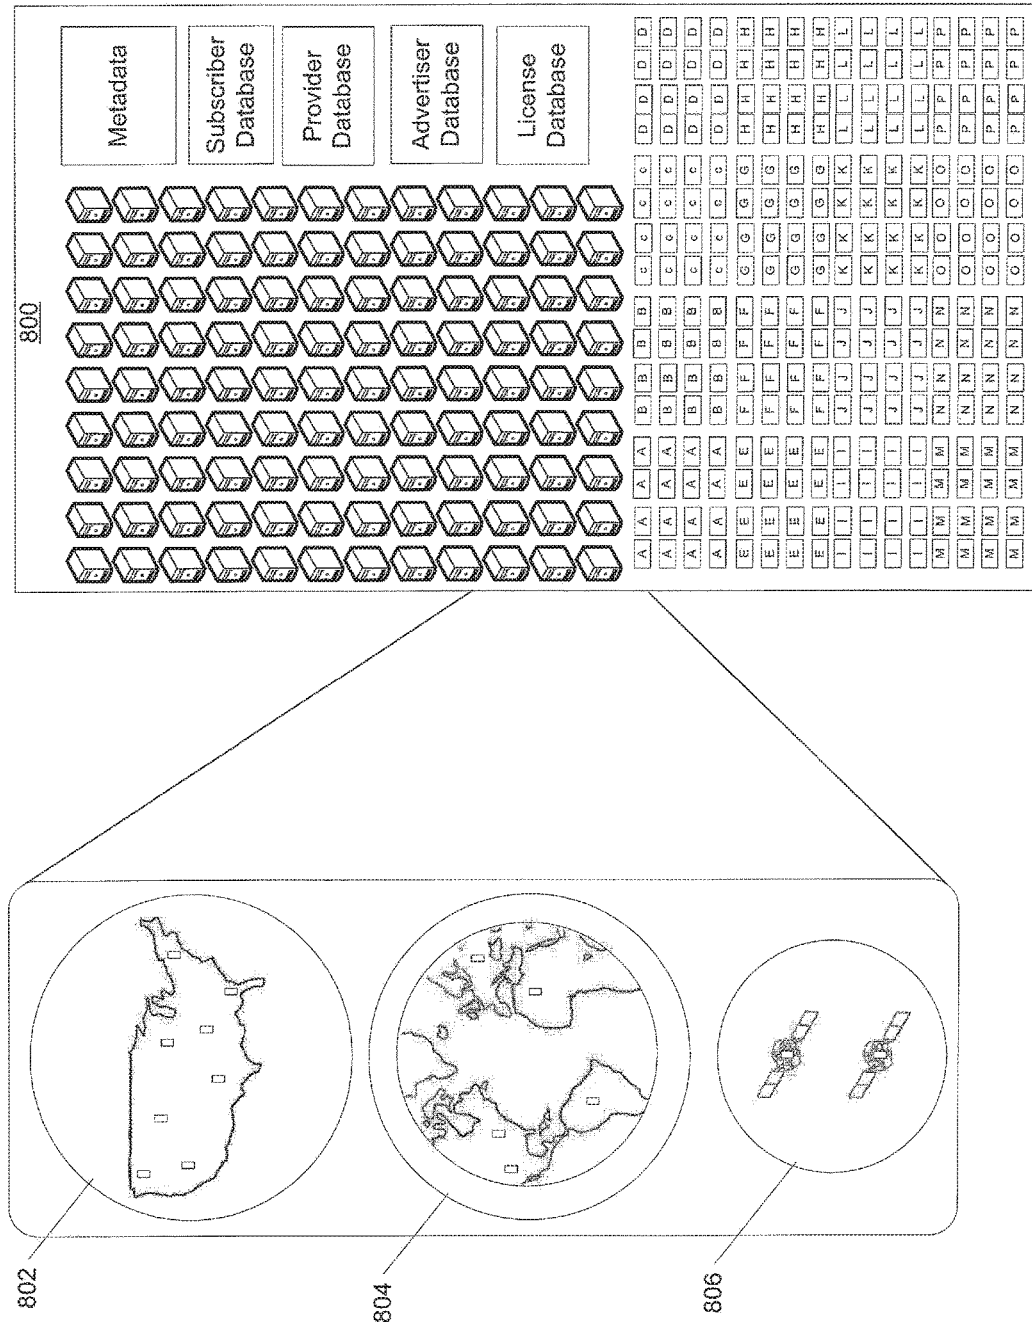 802
804
806
800
Metadata
Subscriber
Database
Provider
Database
Advertiser
Database
License
Database
A A A A B B B B c c c c D D D D
A A A A B B B B c c c c D D D D
A A A A B B B B c c c c D D D D
A A A A B B B B c c c c D D D D
E E E E F F F F G G G G H H H H
E E E E F F F F G G G G H H H H
E E E E F F F F G G G G H H H H
E E E E F F F F G G G G H H H H
I I I I J J J J K K K K L L L L
I I I I J J J J K K K K L L L L
I I I I J J J J K K K K L L L L
I I I I J J J J K K K K L L L L
M M M M N N N N O O O O P P P P
M M M M N N N N O O O O P P P P
M M M M N N N N O O O O P P P P
M M M M N N N N O O O O P P P P